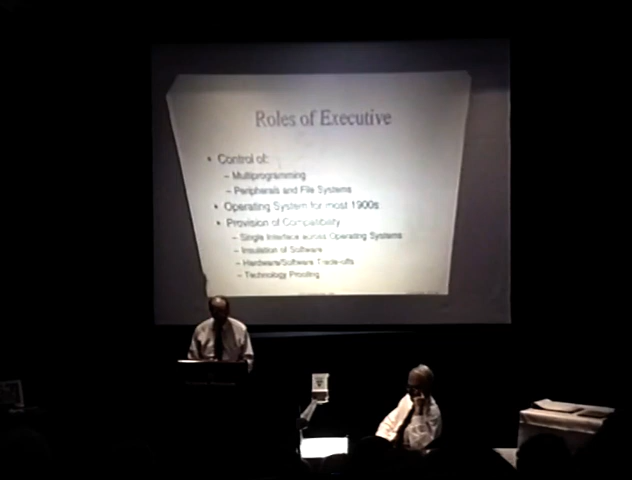 Roles of Executive
• Control of:
– Multiprogramming
– Peripherals and File Systems
• Operating System for most 1900s
• Provision of Compatibility
– Single Interface across Operating Systems
– Insulation of Software
– Hardware/Software Trade-offs
– Technology Proofing